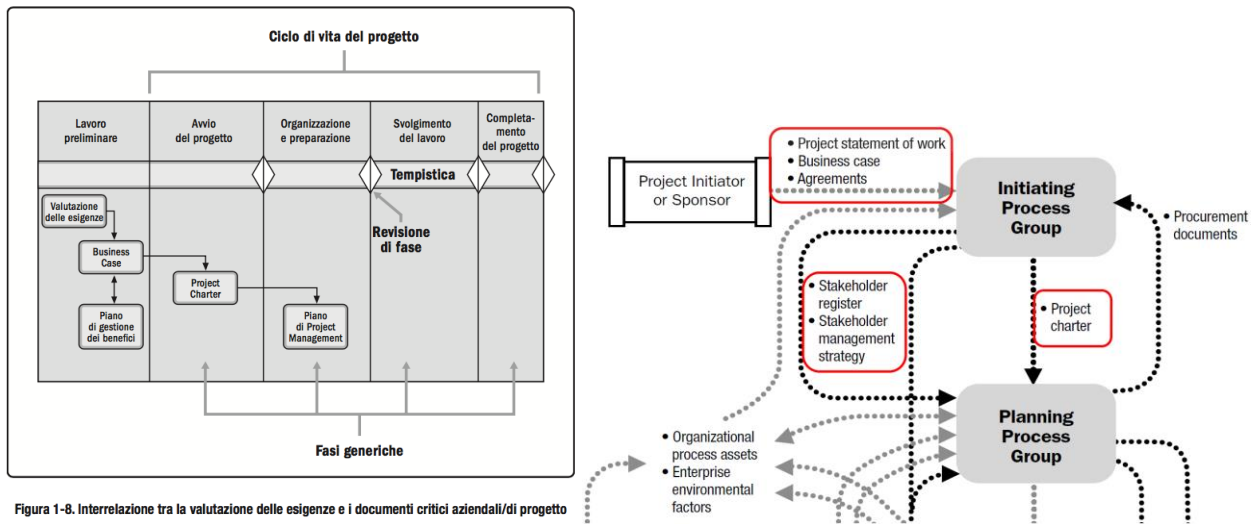 Ciclo di vita del progetto
Lavoro
preliminare
Avvio
del progetto
Organizzazione
e preparazione
Svolgimento
del lavoro
Completa-
mento
del progetto
Tempistica
Valutazione
delle esigenze
Revisione
di fase
Business
Case
Project
Charter
Piano
di gestione
dei benefici
Piano
di Project
Management
Fasi generiche
Figura 1-8. Interrelazione tra la valutazione delle esigenze e i documenti critici aziendali/di progetto
Project Initiator
or Sponsor
• Project statement of work
• Business case
• Agreements
Initiating
Process
Group
• Procurement
documents
• Stakeholder
register
• Stakeholder
management
strategy
• Project
charter
Planning
Process
Group
• Organizational
process assets
• Enterprise
environmental
factors